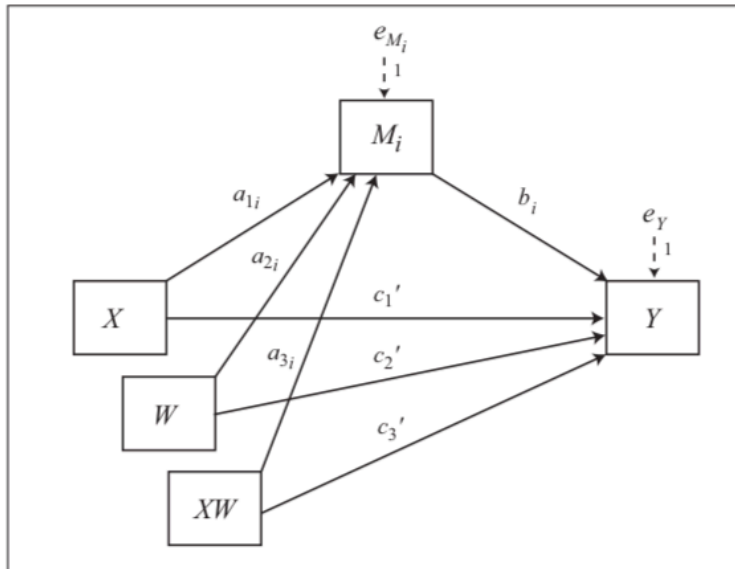 e_{M_i}
1
M_i
a_{1i}
b_i
e_Y
1
a_{2i}
X
c_1′
Y
a_{3i}
c_2′
W
c_3′
XW